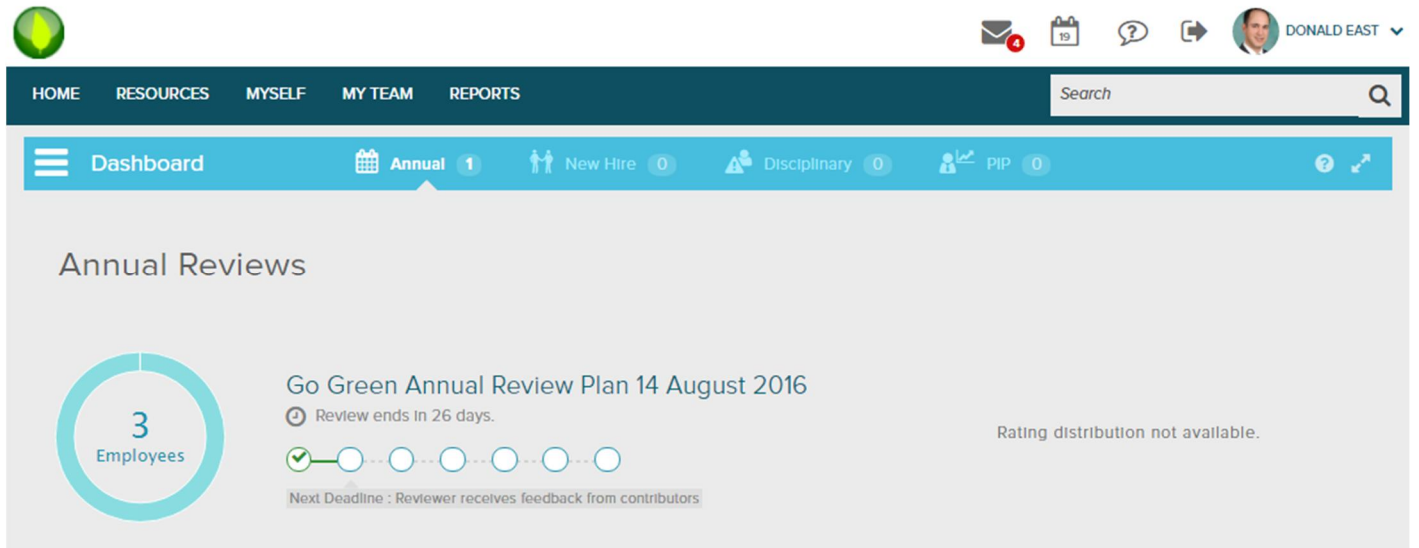 4
19
?
DONALD EAST
HOME RESOURCES MYSELF MY TEAM REPORTS Search
Dashboard Annual 1 New Hire 0 Disciplinary 0 PIP 0 ?
Annual Reviews
3
Employees
Go Green Annual Review Plan 14 August 2016
Review ends in 26 days.
Rating distribution not available.
Next Deadline : Reviewer receives feedback from contributors